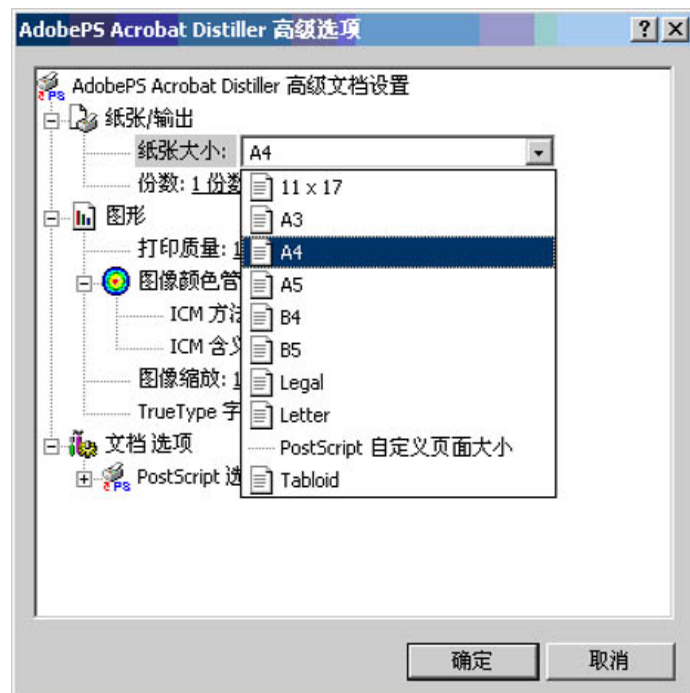 AdobePS Acrobat Distiller 高级选项
AdobePS Acrobat Distiller 高级文档设置
纸张/输出
纸张大小: A4
份数: 1 份数
11 x 17
图形
A3
打印质量: 1
A4
图像颜色管
A5
ICM 方法
B4
ICM 含义
B5
图像缩放: 1
Legal
TrueType 字
Letter
文档选项
PostScript 自定义页面大小
PostScript 选
Tabloid
确定
取消